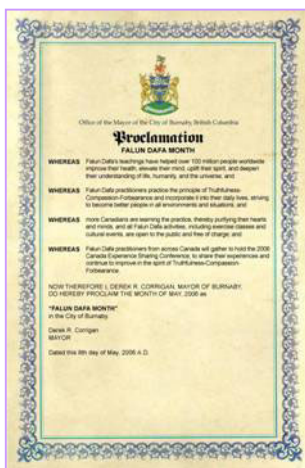 Office of the Mayor of the City of Burnaby, British Columbia
Proclamation
FALUN DAFA MONTH
WHEREAS Falun Dafa's teachings have helped over 100 million people worldwide
improve their health, elevate their mind, uplift their spirit, and deepen
their understanding of life, humanity, and the universe; and
WHEREAS Falun Dafa practitioners practice the principle of Truthfulness-
Compassion-Forbearance and incorporate it into their daily lives, striving
to become better people in all environments and situations; and
WHEREAS more Canadians are learning the practice, thereby purifying their hearts
and minds, and all Falun Dafa activities, including exercise classes and
cultural events, are open to the public and free of charge; and
WHEREAS Falun Dafa practitioners from across Canada will gather to hold the 2006
Canada Experience Sharing Conference, to share their experiences and
continue to improve in the spirit of Truthfulness-Compassion-
Forbearance.
NOW THEREFORE I, DEREK R. CORRIGAN, MAYOR OF BURNABY,
DO HEREBY PROCLAIM THE MONTH OF MAY, 2006 as
"FALUN DAFA MONTH"
in the City of Burnaby.
Derek R. Corrigan
MAYOR
Dated this 8th day of May, 2006 A.D.